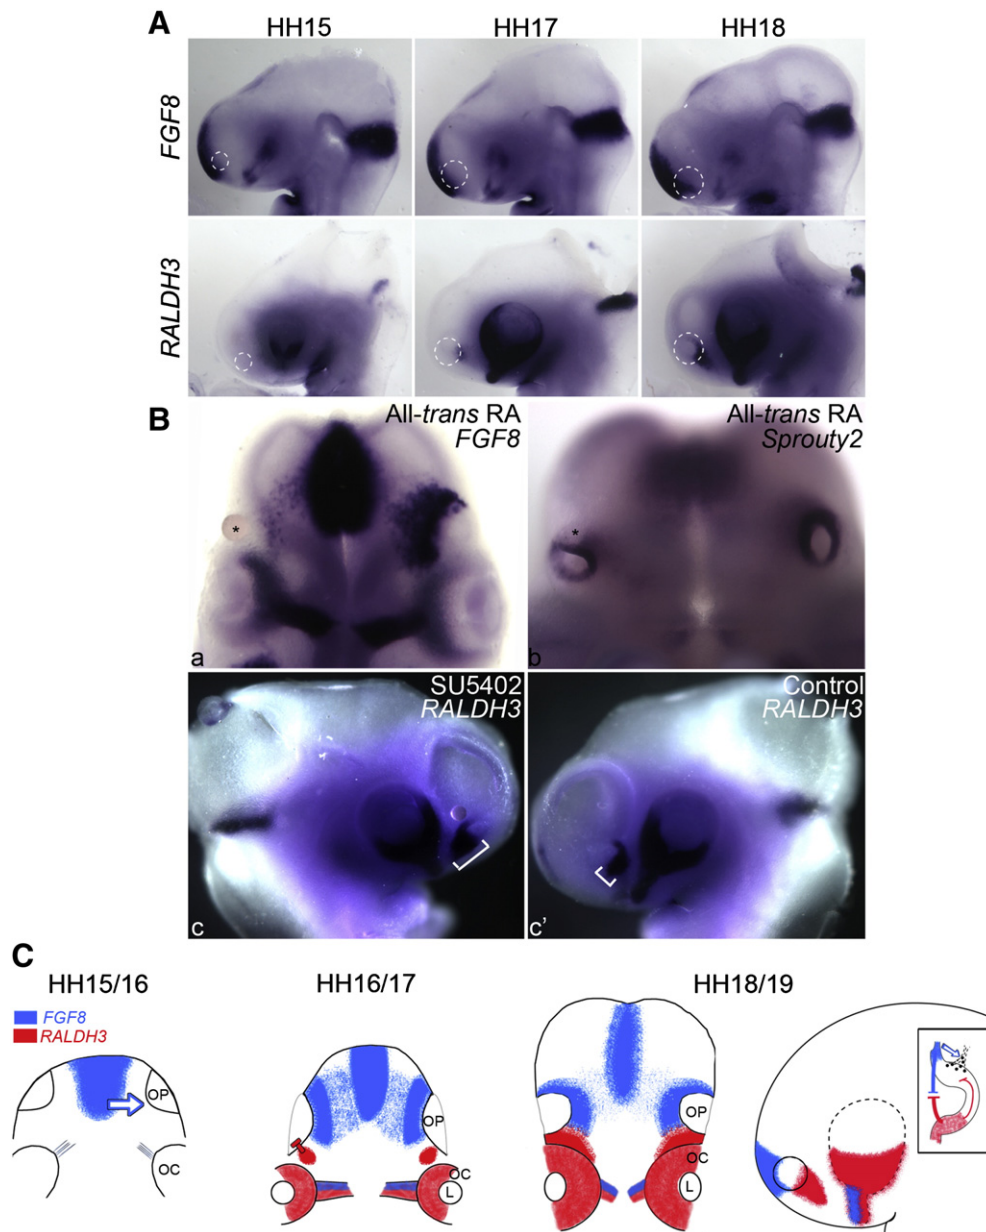 A
HH15 HH17 HH18
FGF8
RALDH3
B
All-trans RA
FGF8
*
a
All-trans RA
Sprouty2
*
b
SU5402
RALDH3
c
Control
RALDH3
c'
C
HH15/16 HH16/17 HH18/19
FGF8
RALDH3
OP
OC
OP
OC
L
OP
OC
L